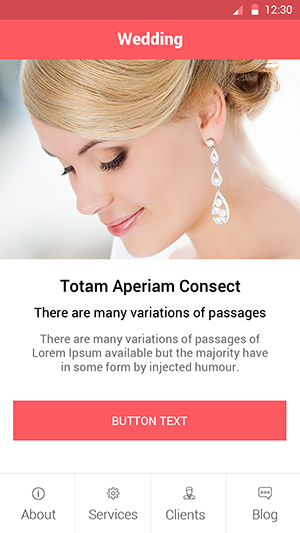 12:30
Wedding
Totam Aperiam Consect
There are many variations of passages
There are many variations of passages of
Lorem Ipsum available but the majority have
in some form by injected humour.
BUTTON TEXT
About Services Clients Blog